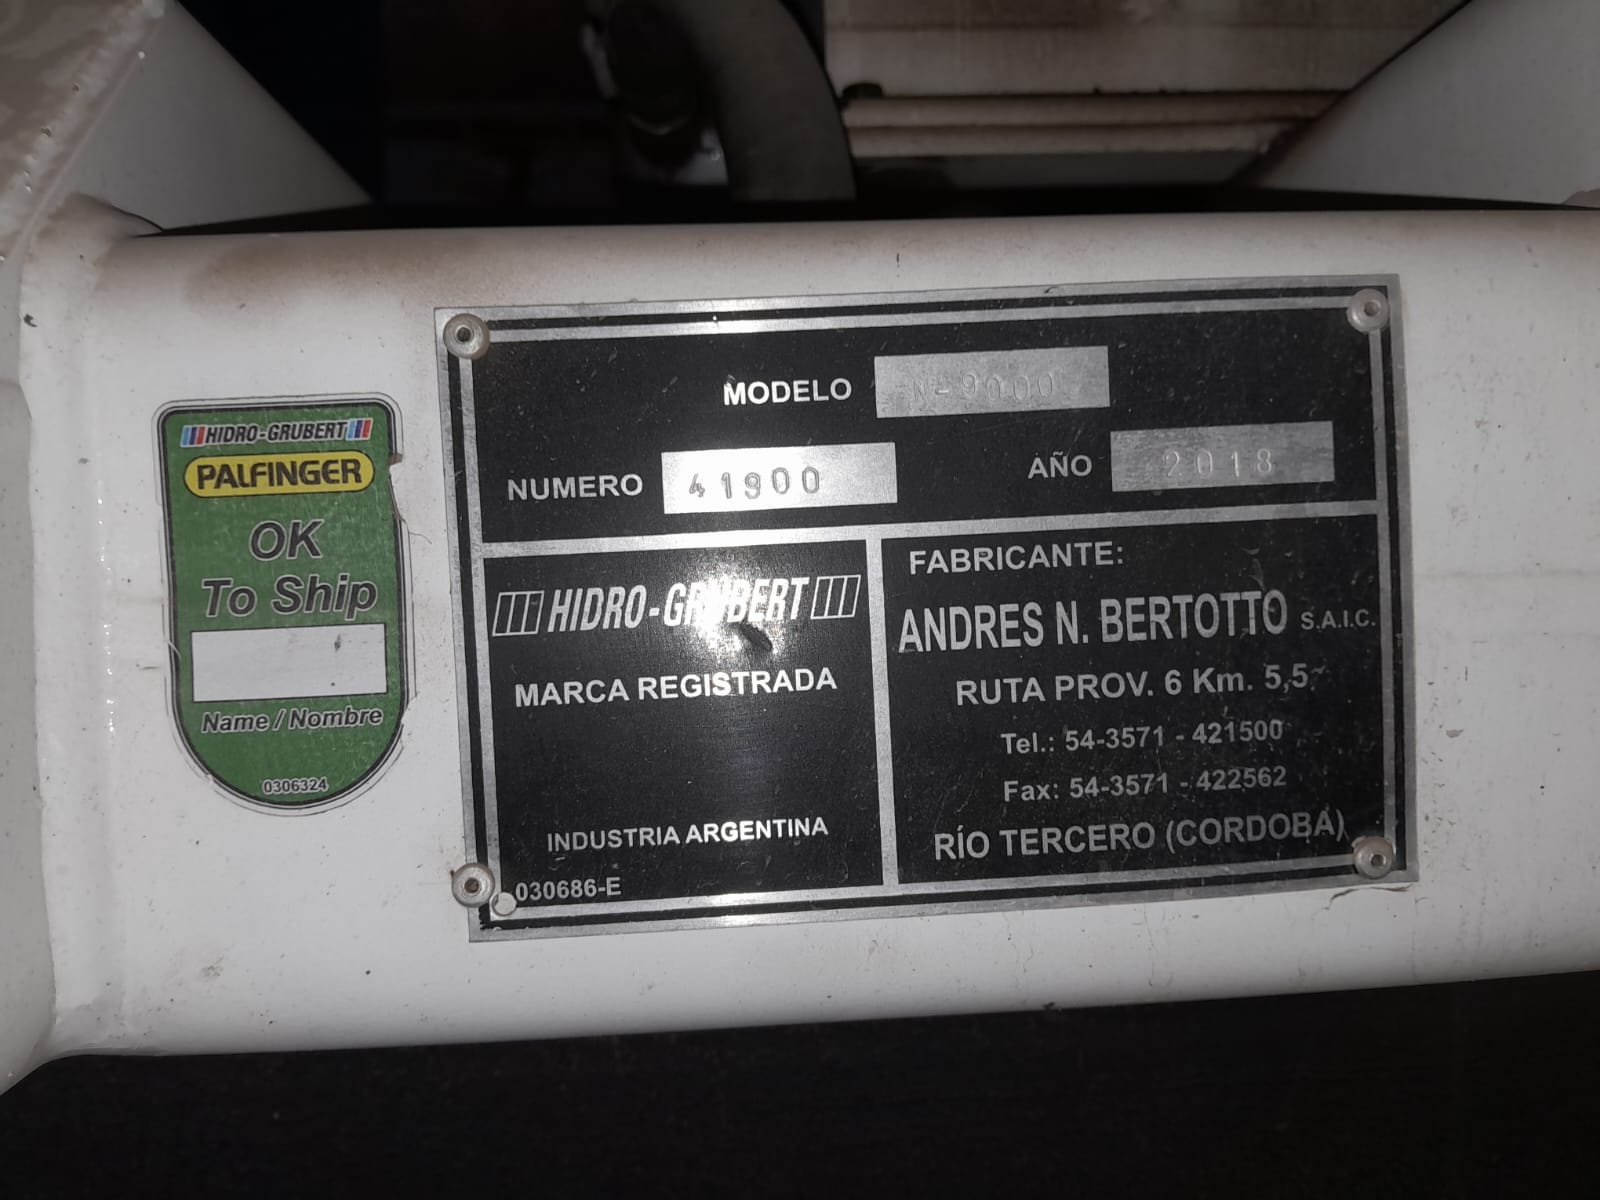 HIDRO-GRUBERT
PALFINGER
OK
To Ship
Name / Nombre
0306324
MODELO N-9000
NUMERO 41900
AÑO 2018
HIDRO-GRUBERT
MARCA REGISTRADA
INDUSTRIA ARGENTINA
030686-E
FABRICANTE:
ANDRES N. BERTOTTO S.A.I.C.
RUTA PROV. 6 Km. 5,5
Tel.: 54-3571 - 421500
Fax: 54-3571 - 422562
RÍO TERCERO (CORDOBA)